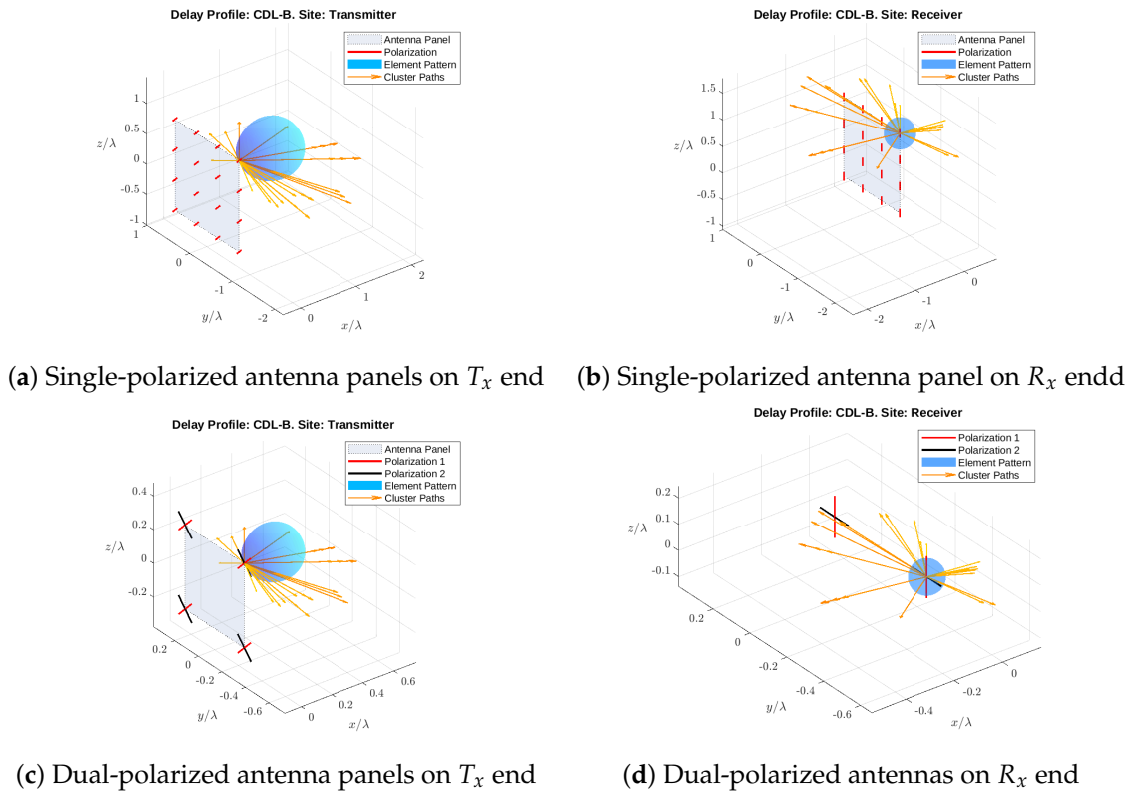 Delay Profile: CDL-B. Site: Transmitter
Antenna Panel
Polarization
Element Pattern
Cluster Paths
1
0.5
z/λ
0
-0.5
-1
1
0
-1
-2
y/λ
0
1
2
x/λ
Delay Profile: CDL-B. Site: Receiver
Antenna Panel
Polarization
Element Pattern
Cluster Paths
1.5
1
0.5
z/λ
0
-0.5
-1
1
0
-1
-2
y/λ
-2
-1
0
x/λ
(a) Single-polarized antenna panels on Tx end
(b) Single-polarized antenna panel on Rx endd
Delay Profile: CDL-B. Site: Transmitter
Antenna Panel
Polarization 1
Polarization 2
Element Pattern
Cluster Paths
0.4
0.2
z/λ
0
-0.2
0.2
0
-0.2
-0.4
-0.6
y/λ
0
0.2
0.4
0.6
x/λ
Delay Profile: CDL-B. Site: Receiver
Polarization 1
Polarization 2
Element Pattern
Cluster Paths
0.2
0.1
z/λ
0
-0.1
0.2
0
-0.2
-0.4
-0.6
y/λ
-0.4
-0.2
0
x/λ
(c) Dual-polarized antenna panels on Tx end
(d) Dual-polarized antennas on Rx end